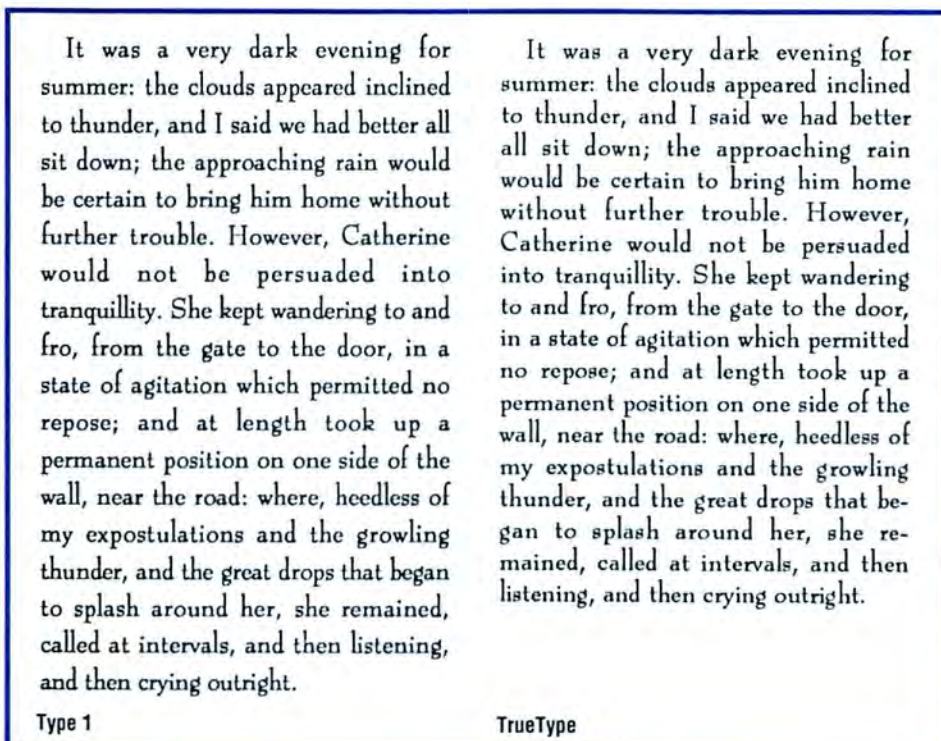 It was a very dark evening for
summer: the clouds appeared inclined
to thunder, and I said we had better all
sit down; the approaching rain would
be certain to bring him home without
further trouble. However, Catherine
would not be persuaded into
tranquillity. She kept wandering to and
fro, from the gate to the door, in a
state of agitation which permitted no
repose; and at length took up a
permanent position on one side of the
wall, near the road: where, heedless of
my expostulations and the growling
thunder, and the great drops that began
to splash around her, she remained,
called at intervals, and then listening,
and then crying outright.
Type 1
It was a very dark evening for
summer: the clouds appeared inclined
to thunder, and I said we had better
all sit down; the approaching rain
would be certain to bring him home
without further trouble. However,
Catherine would not be persuaded
into tranquillity. She kept wandering
to and fro, from the gate to the door,
in a state of agitation which permitted
no repose; and at length took up a
permanent position on one side of the
wall, near the road: where, heedless of
my expostulations and the growling
thunder, and the great drops that be-
gan to splash around her, she re-
mained, called at intervals, and then
listening, and then crying outright.
TrueType